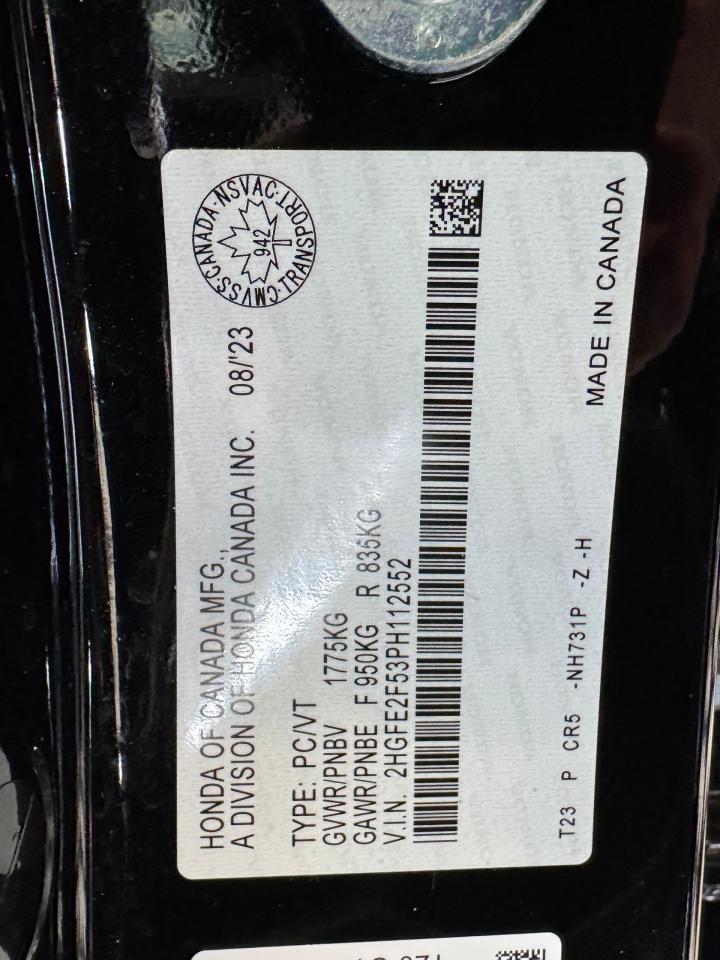 HONDA OF CANADA MFG.,
A DIVISION OF HONDA CANADA INC. 08/'23
CMVSS·CANADA·NSVAC·TRANSPORT·
942
TYPE: PC/VT
GVWR/PNBV 1775KG
GAWR/PNBE F 950KG R 835KG
V.I.N. 2HGFE2F53PH112552
T23 P CR5 -NH731P -Z -H
MADE IN CANADA